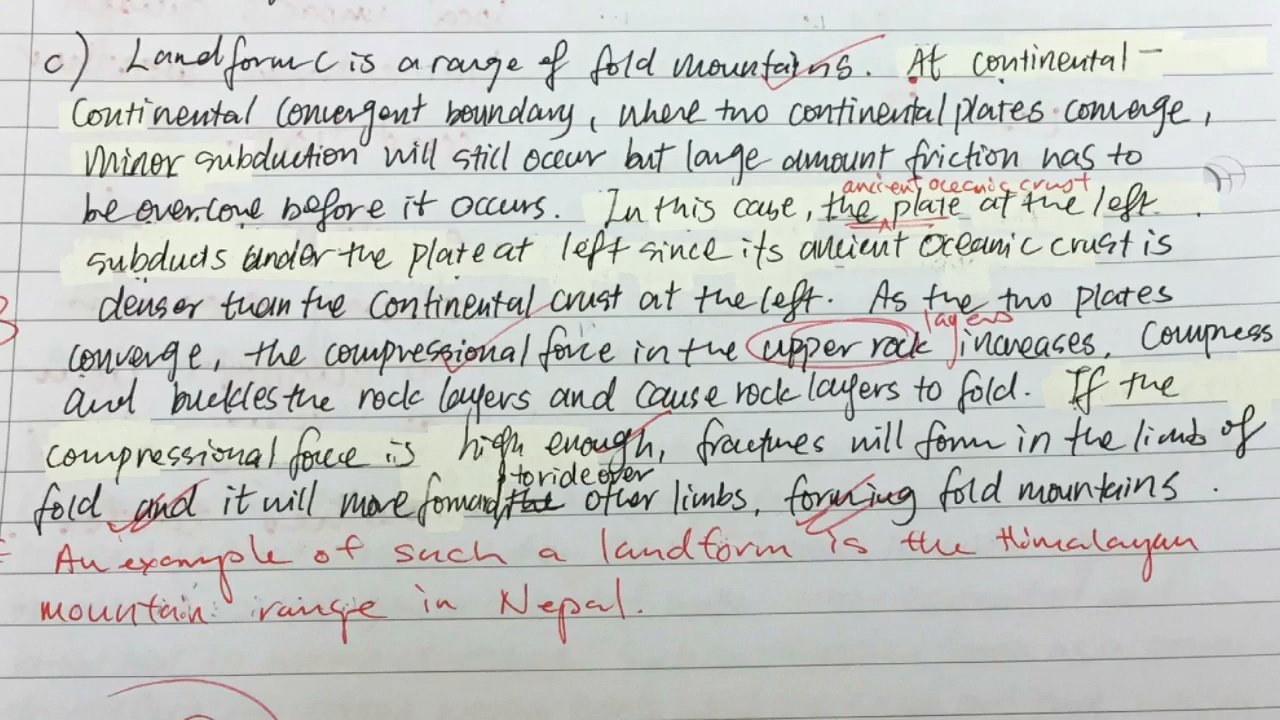 c) Landform C is a range of fold mountains. At continental-
continental convergent boundary, where two continental plates converge,
minor subduction will still occur but large amount friction has to
ancient oceanic crust
be overcome before it occurs. In this case, the plate at the left
subducts under the plate at left since its ancient oceanic crust is
denser than the continental crust at the left. As the two plates
layers
converge, the compressional force in the upper rock increases, compress
and buckles the rock layers and cause rock layers to fold. If the
compressional force is high enough, fractures will form in the limb of
to ride over
fold and it will move forward the other limbs, forming fold mountains.
An example of such a landform is the Himalayan
mountain range in Nepal.